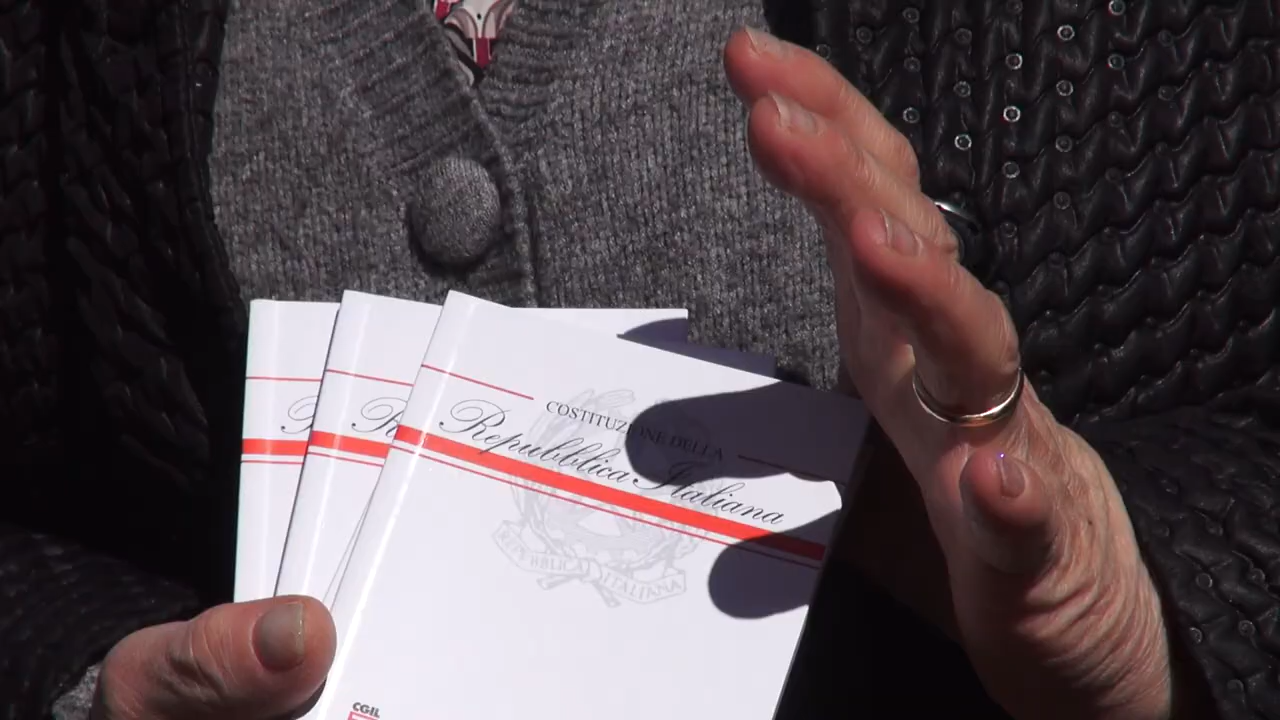 COSTITUZIONE DELLA
Repubblica Italiana
REPUBBLICA ITALIANA
R
R
CGIL